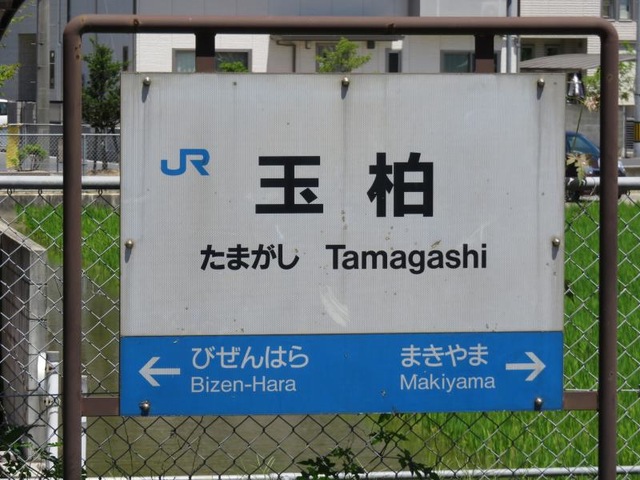 JR 玉柏
たまがし Tamagashi
← びぜんはら まきやま →
Bizen-Hara Makiyama